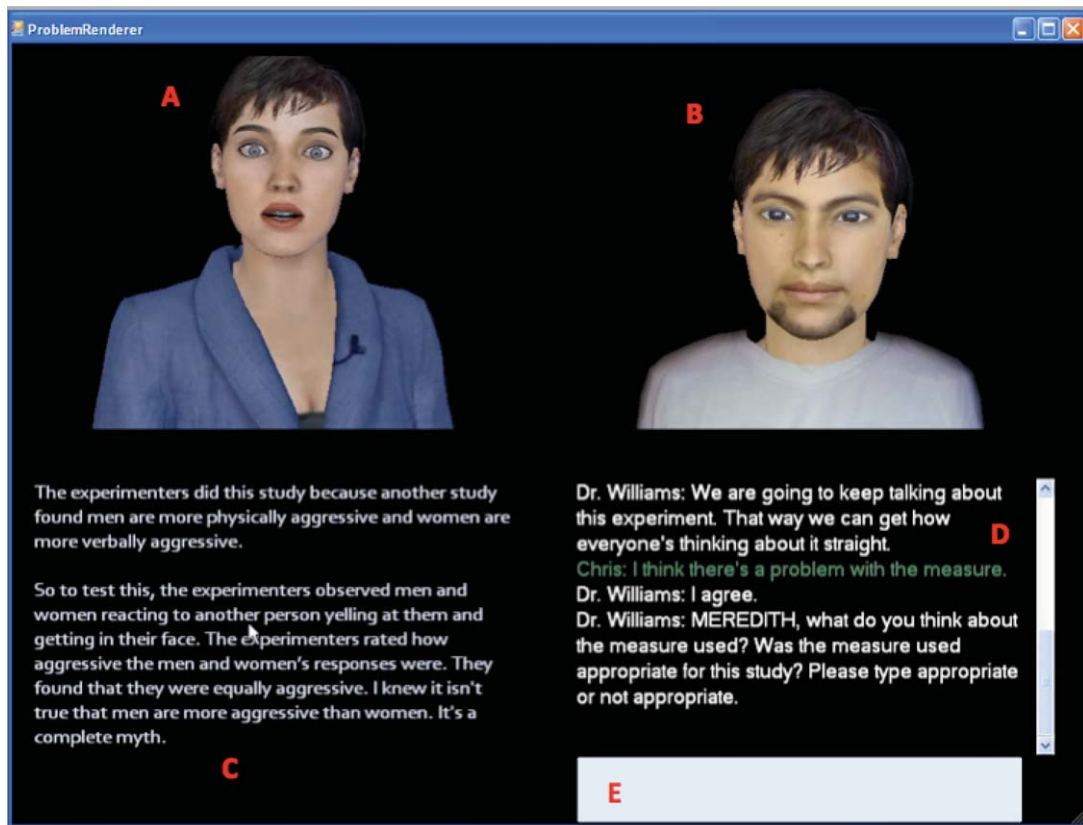 ProblemRenderer
A
B
The experimenters did this study because another study
found men are more physically aggressive and women are
more verbally aggressive.
So to test this, the experimenters observed men and
women reacting to another person yelling at them and
getting in their face. The experimenters rated how
aggressive the men and women's responses were. They
found that they were equally aggressive. I knew it isn't
true that men are more aggressive than women. It's a
complete myth.
C
Dr. Williams: We are going to keep talking about
this experiment. That way we can get how
everyone's thinking about it straight.
D
Chris: I think there's a problem with the measure.
Dr. Williams: I agree.
Dr. Williams: MEREDITH, what do you think about
the measure used? Was the measure used
appropriate for this study? Please type appropriate
or not appropriate.
E